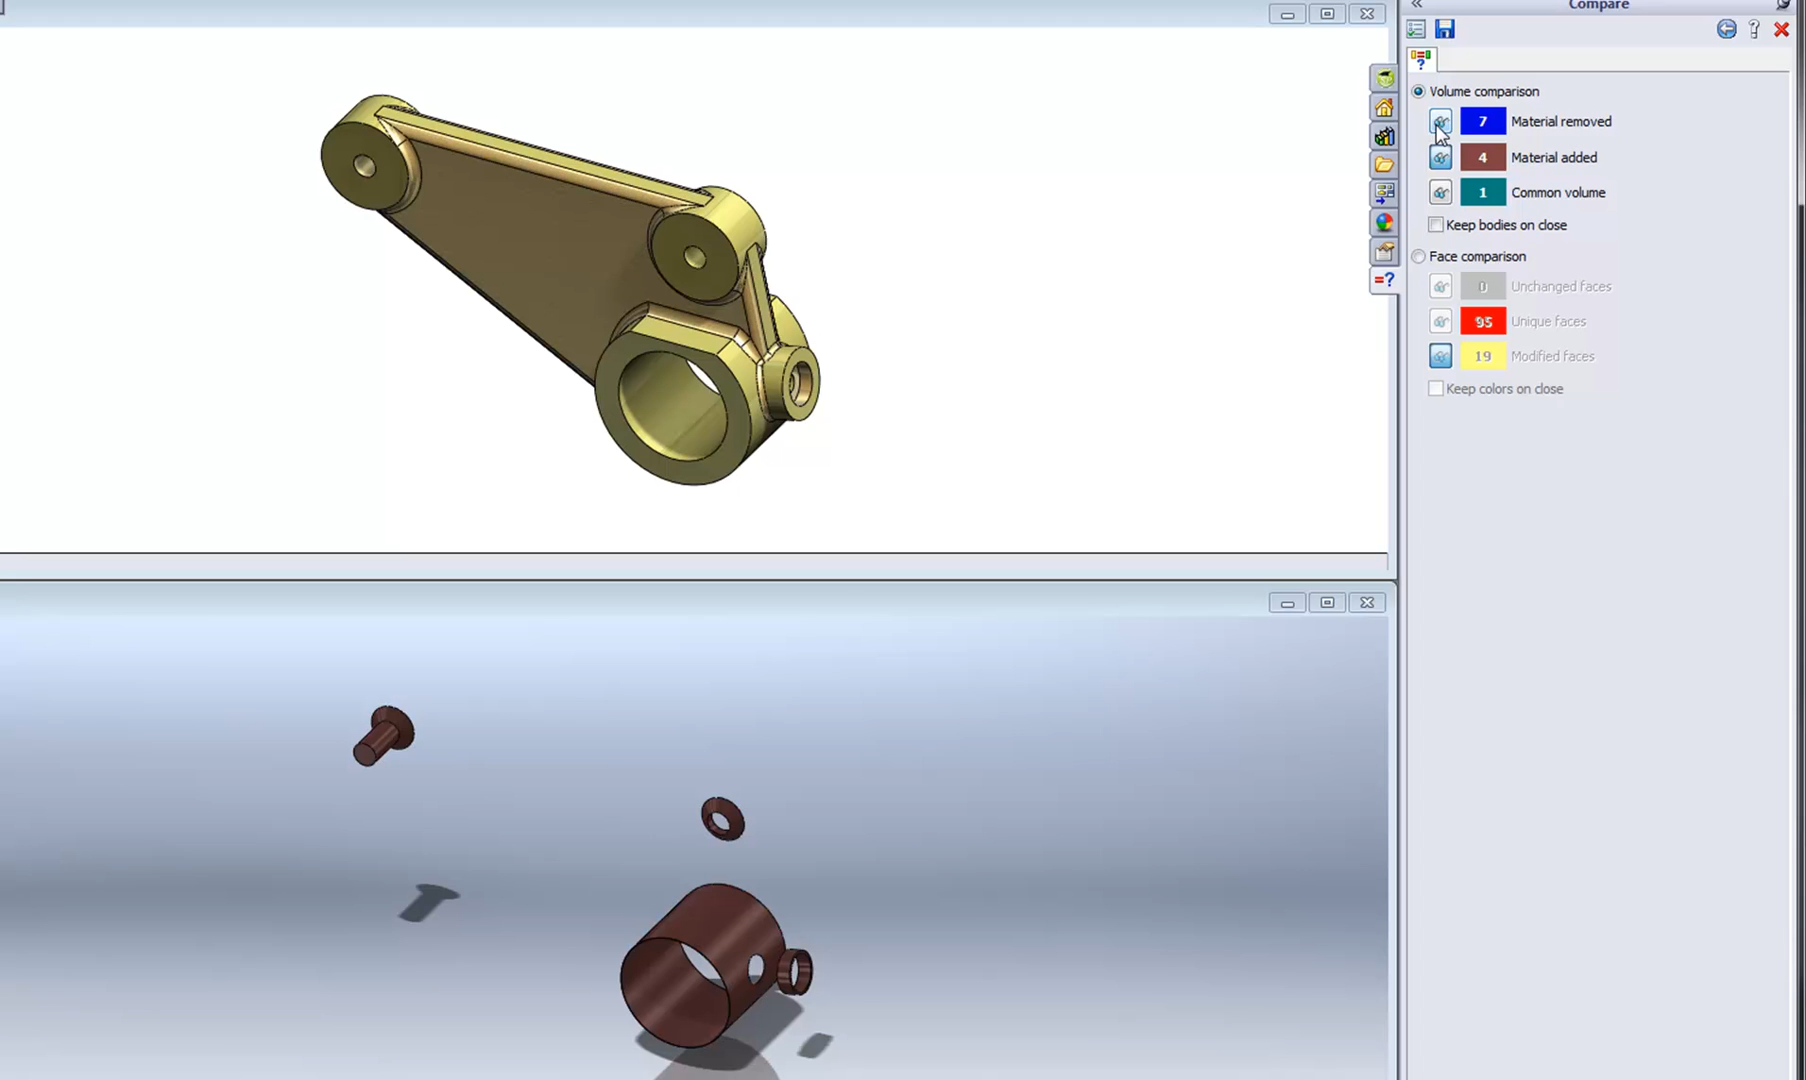 Compare
Volume comparison
7 Material removed
4 Material added
1 Common volume
Keep bodies on close
Face comparison
0 Unchanged faces
95 Unique faces
19 Modified faces
Keep colors on close
=?